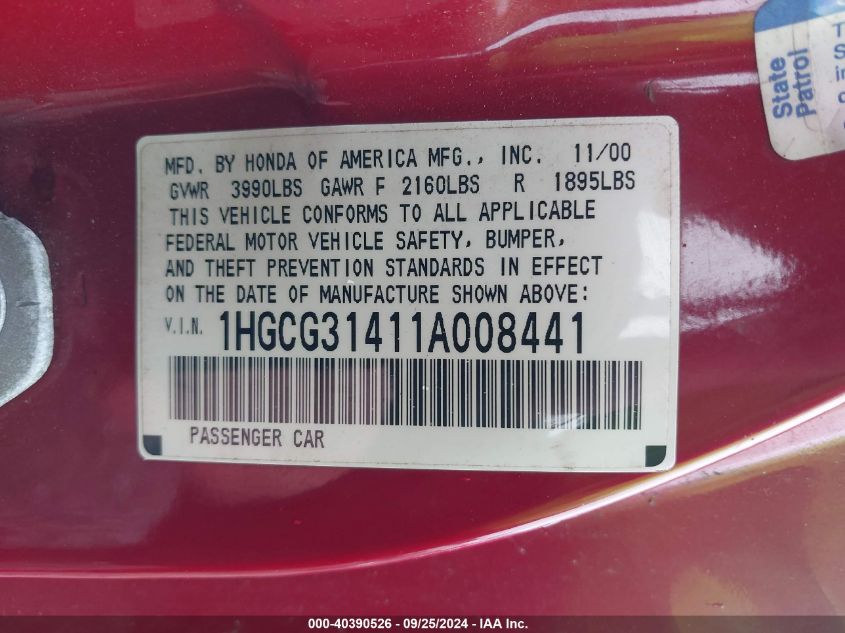 State
Patrol
MFD. BY HONDA OF AMERICA MFG., INC. 11/00
GVWR 3990LBS GAWR F 2160LBS R 1895LBS
THIS VEHICLE CONFORMS TO ALL APPLICABLE
FEDERAL MOTOR VEHICLE SAFETY, BUMPER,
AND THEFT PREVENTION STANDARDS IN EFFECT
ON THE DATE OF MANUFACTURE SHOWN ABOVE:
V.I.N. 1HGCG31411A008441
PASSENGER CAR
000-40390526 - 09/25/2024 - IAA Inc.